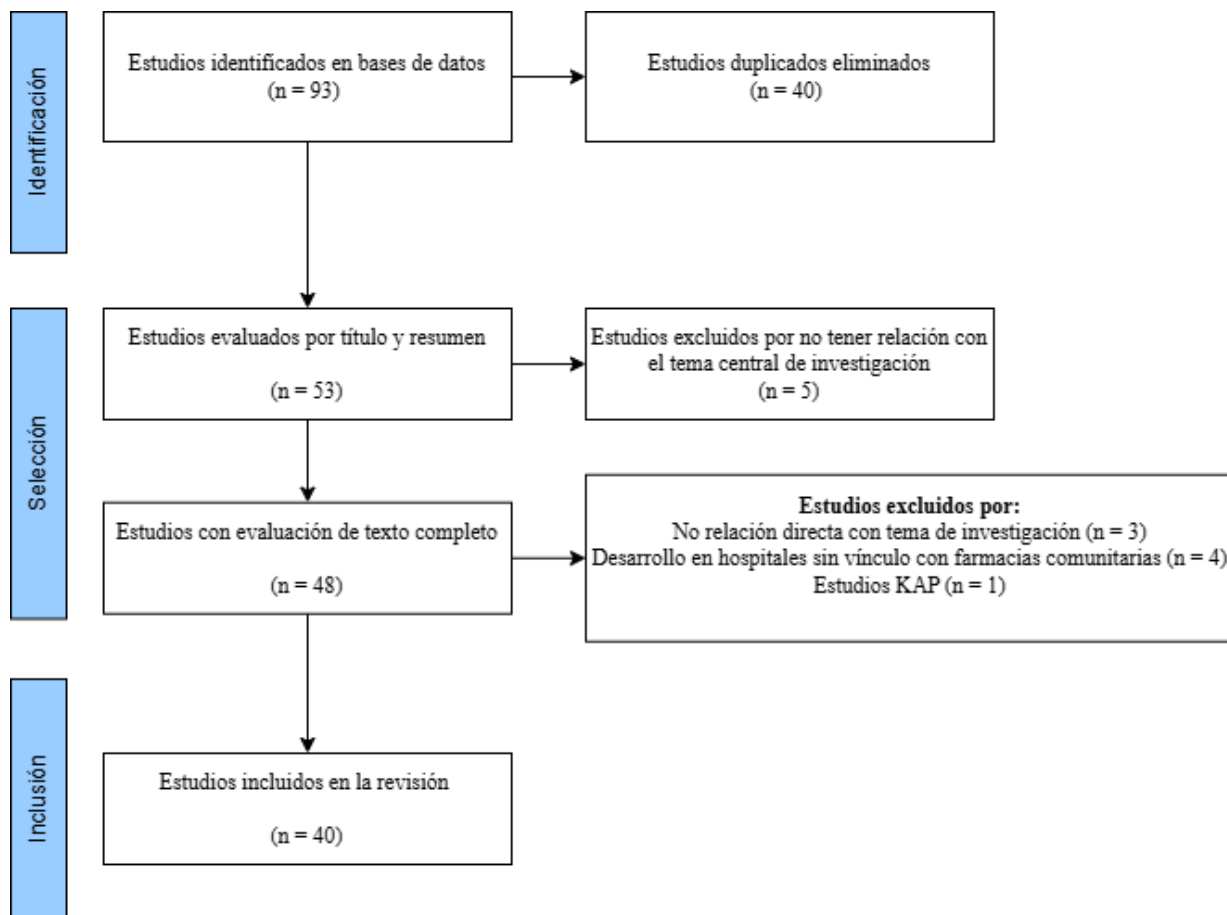 Identificación
Estudios identificados en bases de datos
(n = 93)
Estudios duplicados eliminados
(n = 40)
Selección
Estudios evaluados por título y resumen
(n = 53)
Estudios excluidos por no tener relación con
el tema central de investigación
(n = 5)
Estudios con evaluación de texto completo
(n = 48)
Estudios excluidos por:
No relación directa con tema de investigación (n = 3)
Desarrollo en hospitales sin vínculo con farmacias comunitarias (n = 4)
Estudios KAP (n = 1)
Inclusión
Estudios incluidos en la revisión
(n = 40)